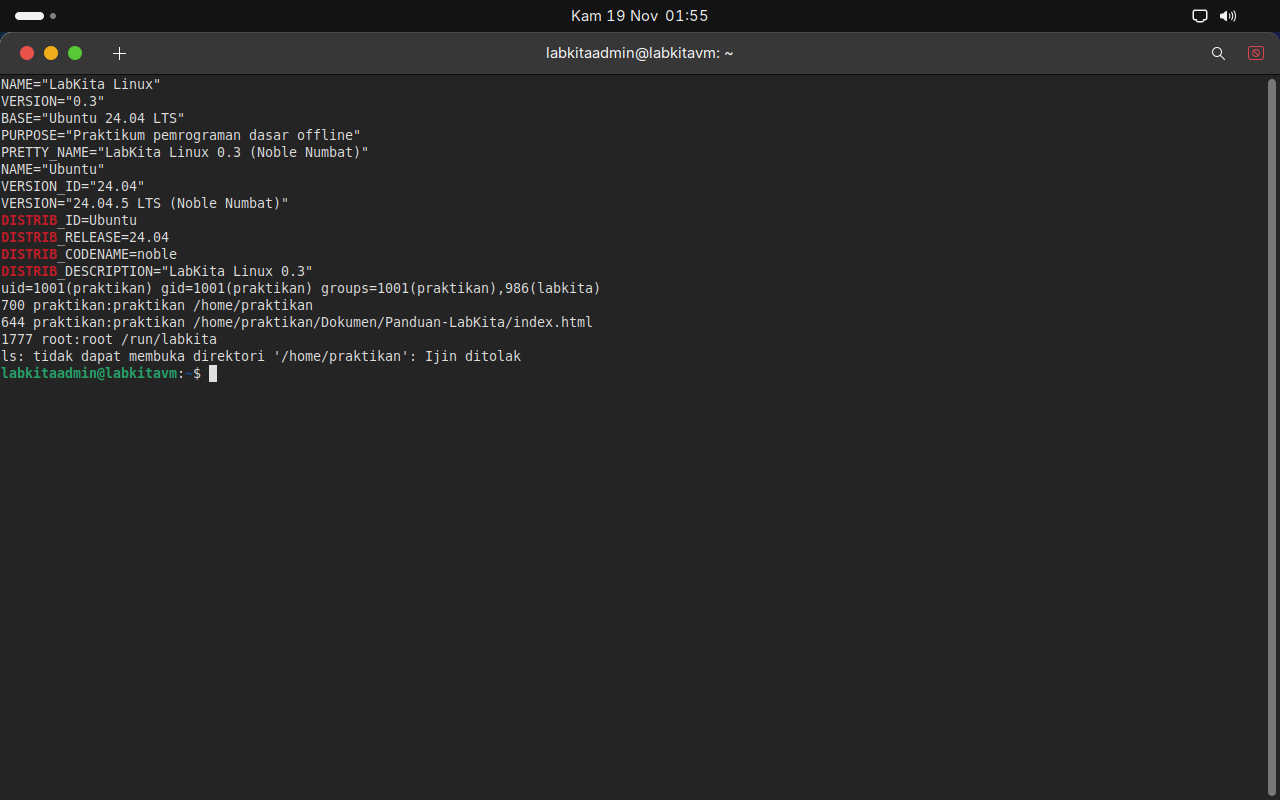 Kam 19 Nov 01:55
labkitaadmin@labkitavm: ~
NAME="LabKita Linux"
VERSION="0.3"
BASE="Ubuntu 24.04 LTS"
PURPOSE="Praktikum pemrograman dasar offline"
PRETTY_NAME="LabKita Linux 0.3 (Noble Numbat)"
NAME="Ubuntu"
VERSION_ID="24.04"
VERSION="24.04.5 LTS (Noble Numbat)"
DISTRIB_ID=Ubuntu
DISTRIB_RELEASE=24.04
DISTRIB_CODENAME=noble
DISTRIB_DESCRIPTION="LabKita Linux 0.3"
uid=1001(praktikan) gid=1001(praktikan) groups=1001(praktikan),986(labkita)
700 praktikan:praktikan /home/praktikan
644 praktikan:praktikan /home/praktikan/Dokumen/Panduan-LabKita/index.html
1777 root:root /run/labkita
ls: tidak dapat membuka direktori '/home/praktikan': Ijin ditolak
labkitaadmin@labkitavm:~$